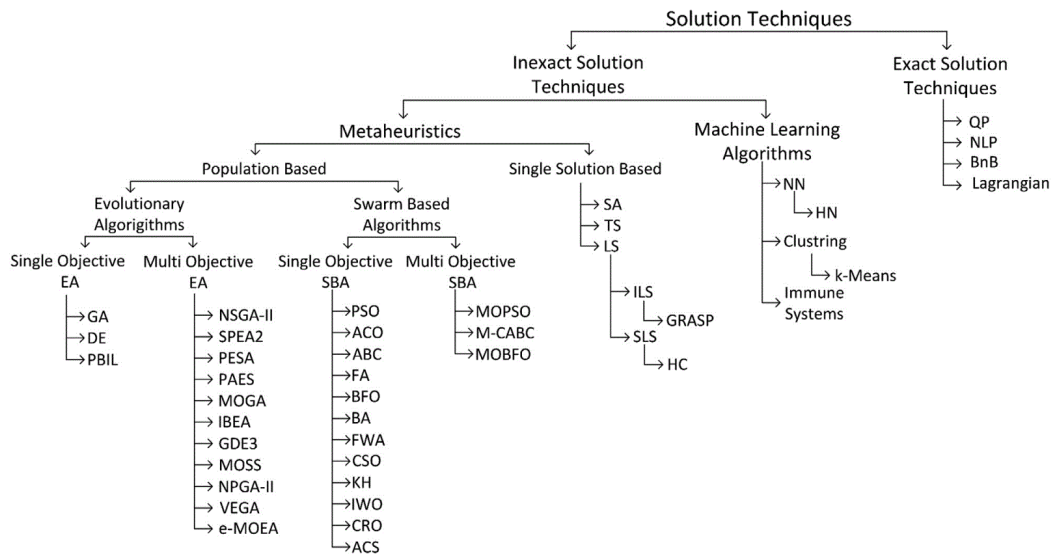 Solution Techniques
Inexact Solution
Techniques
Exact Solution
Techniques
QP
NLP
BnB
Lagrangian
Metaheuristics
Machine Learning
Algorithms
NN
HN
Clustring
k-Means
Immune
Systems
Population Based
Single Solution Based
SA
TS
LS
ILS
GRASP
SLS
HC
Evolutionary
Algorigithms
Swarm Based
Algorithms
Single Objective
EA
GA
DE
PBIL
Multi Objective
EA
NSGA-II
SPEA2
PESA
PAES
MOGA
IBEA
GDE3
MOSS
NPGA-II
VEGA
e-MOEA
Single Objective
SBA
PSO
ACO
ABC
FA
BFO
BA
FWA
CSO
KH
IWO
CRO
ACS
Multi Objective
SBA
MOPSO
M-CABC
MOBFO